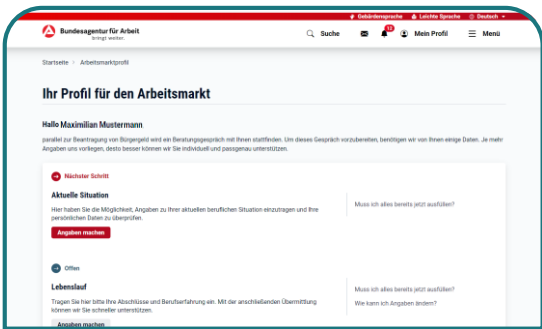 Gebärdensprache Leichte Sprache Deutsch
Bundesagentur für Arbeit
bringt weiter.
Suche Mein Profil Menü
Startseite Arbeitsmarktprofil
Ihr Profil für den Arbeitsmarkt
Hallo Maximilian Mustermann
parallel zur Beantragung von Bürgergeld wird ein Beratungsgespräch mit Ihnen stattfinden. Um dieses Gespräch vorzubereiten, benötigen wir von Ihnen einige Daten. Je mehr
Angaben uns vorliegen, desto besser können wir Sie individuell und passgenau unterstützen.
Nächster Schritt
Aktuelle Situation
Hier haben Sie die Möglichkeit, Angaben zu Ihrer aktuellen beruflichen Situation einzutragen und Ihre
persönlichen Daten zu überprüfen.
Muss ich alles bereits jetzt ausfüllen?
Angaben machen
Offen
Lebenslauf
Muss ich alles bereits jetzt ausfüllen?
Tragen Sie hier bitte Ihre Abschlüsse und Berufserfahrung ein. Mit der anschließenden Übermittlung
können wir Sie schneller unterstützen.
Wie kann ich Angaben ändern?
Angaben machen